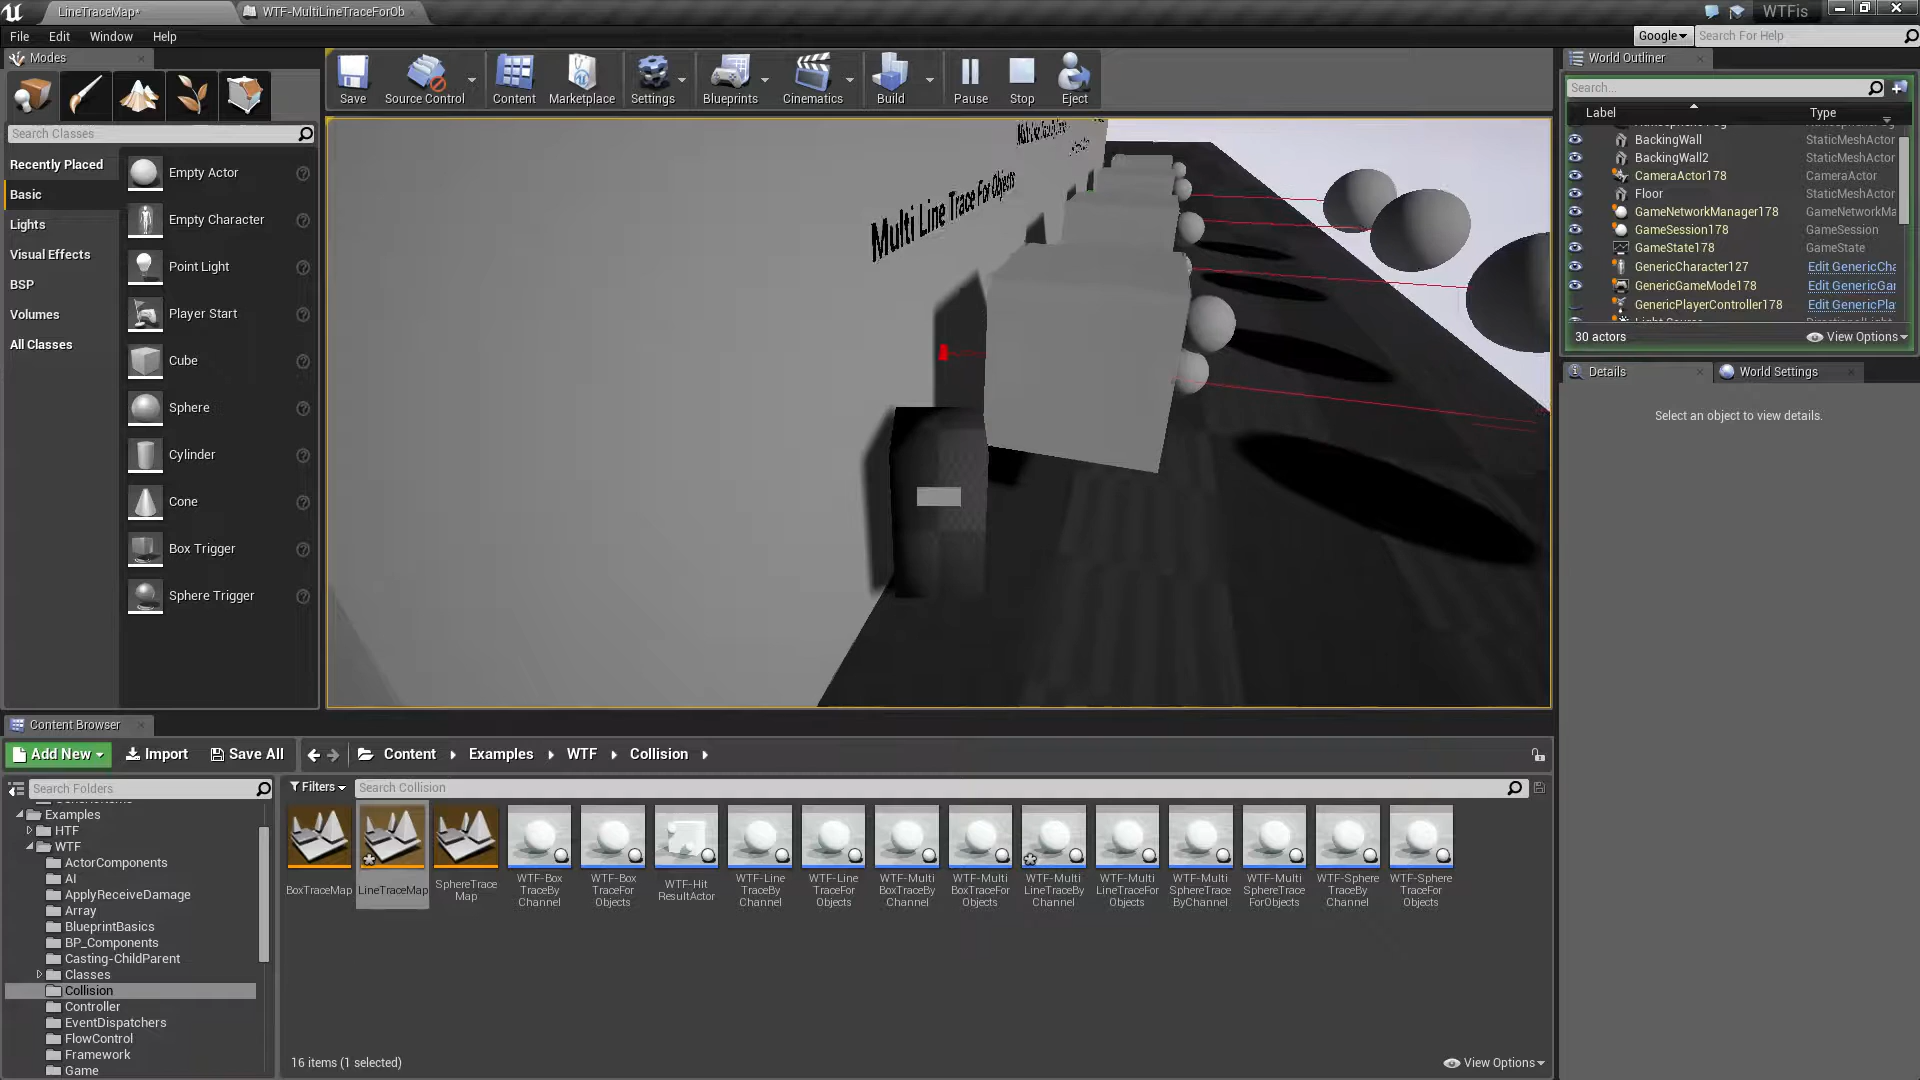 LineTraceMap*
WTF-MultiLineTraceForOb
WTFis
File Edit Window Help
Google
Search For Help
Modes
Save
Source Control
Content
Marketplace
Settings
Blueprints
Cinematics
Build
Pause
Stop
Eject
Search Classes
Recently Placed
Basic
Lights
Visual Effects
BSP
Volumes
All Classes
Empty Actor
Empty Character
Point Light
Player Start
Cube
Sphere
Cylinder
Cone
Box Trigger
Sphere Trigger
Multi Line Trace For Objects
World Outliner
Search...
Label Type
BackingWall StaticMeshActor
BackingWall2 StaticMeshActor
CameraActor178 CameraActor
Floor StaticMeshActor
GameNetworkManager178 GameNetworkMa
GameSession178 GameSession
GameState178 GameState
GenericCharacter127 Edit GenericCha
GenericGameMode178 Edit GenericGar
GenericPlayerController178 Edit GenericPla
30 actors
View Options
Details
World Settings
Select an object to view details.
Content Browser
Add New
Import
Save All
Content Examples WTF Collision
Search Folders
Examples
HTF
WTF
ActorComponents
AI
ApplyReceiveDamage
Array
BlueprintBasics
BP_Components
Casting-ChildParent
Classes
Collision
Controller
EventDispatchers
FlowControl
Framework
Game
Filters
Search Collision
BoxTraceMap
LineTraceMap
SphereTrace
Map
WTF-Box
TraceBy
Channel
WTF-Box
TraceFor
Objects
WTF-Hit
ResultActor
WTF-Line
TraceBy
Channel
WTF-Line
TraceFor
Objects
WTF-Multi
BoxTraceBy
Channel
WTF-Multi
BoxTraceFor
Objects
WTF-Multi
LineTraceBy
Channel
WTF-Multi
LineTraceFor
Objects
WTF-Multi
SphereTrace
ByChannel
WTF-Multi
SphereTrace
ForObjects
WTF-Sphere
TraceBy
Channel
WTF-Sphere
TraceFor
Objects
16 items (1 selected)
View Options